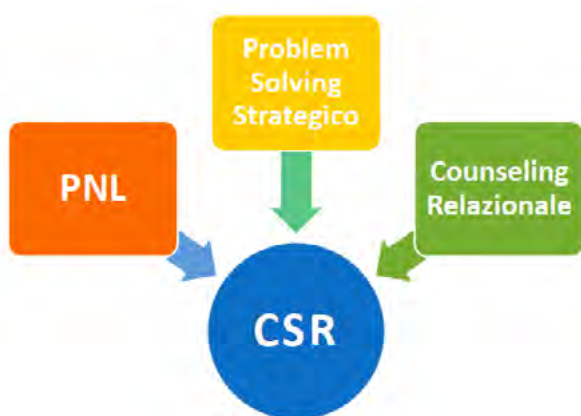 Problem
Solving
Strategico
PNL
Counseling
Relazionale
CSR